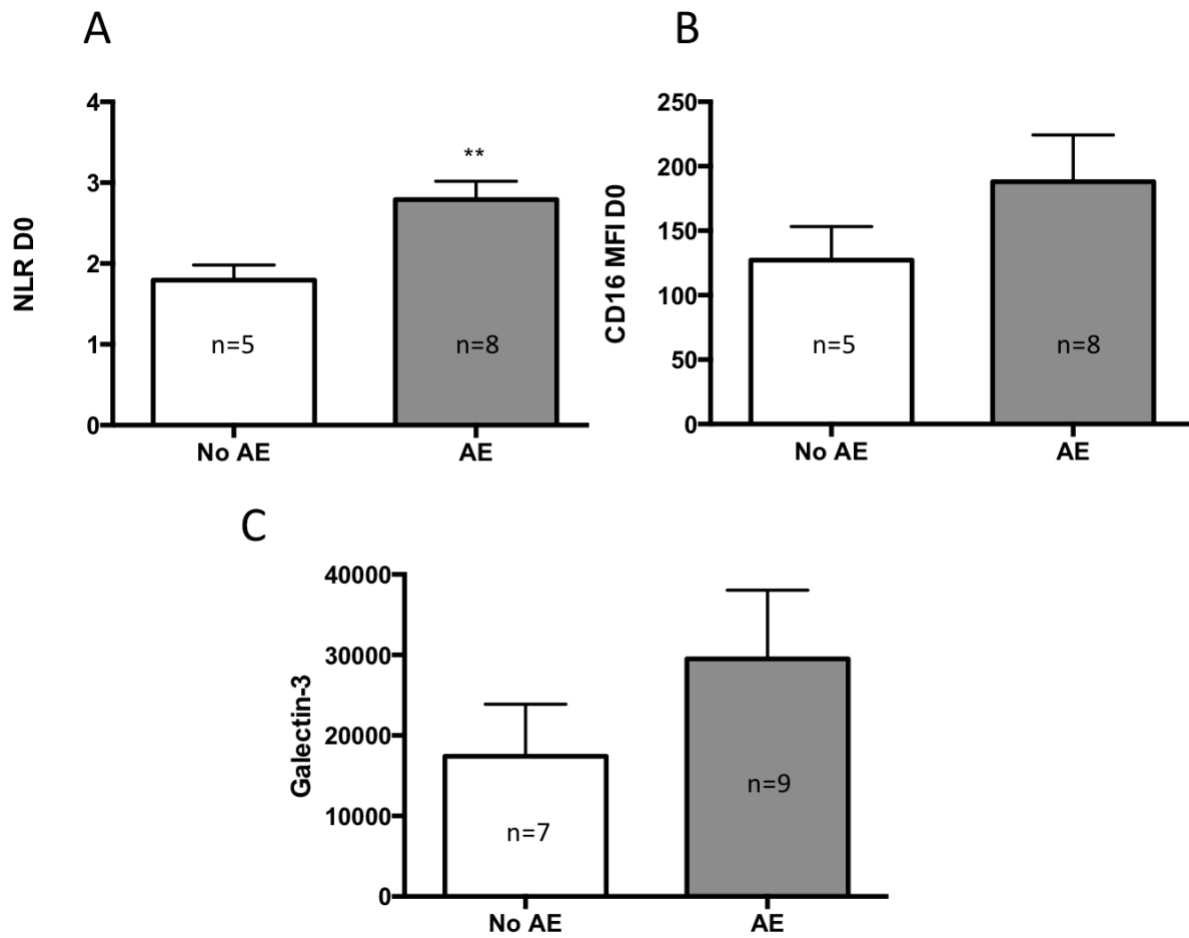 A
NLR D0
4
3
2
1
0
**
n=5
n=8
No AE
AE
B
CD16 MFI D0
250
200
150
100
50
0
n=5
n=8
No AE
AE
C
Galectin-3
40000
30000
20000
10000
0
n=7
n=9
No AE
AE